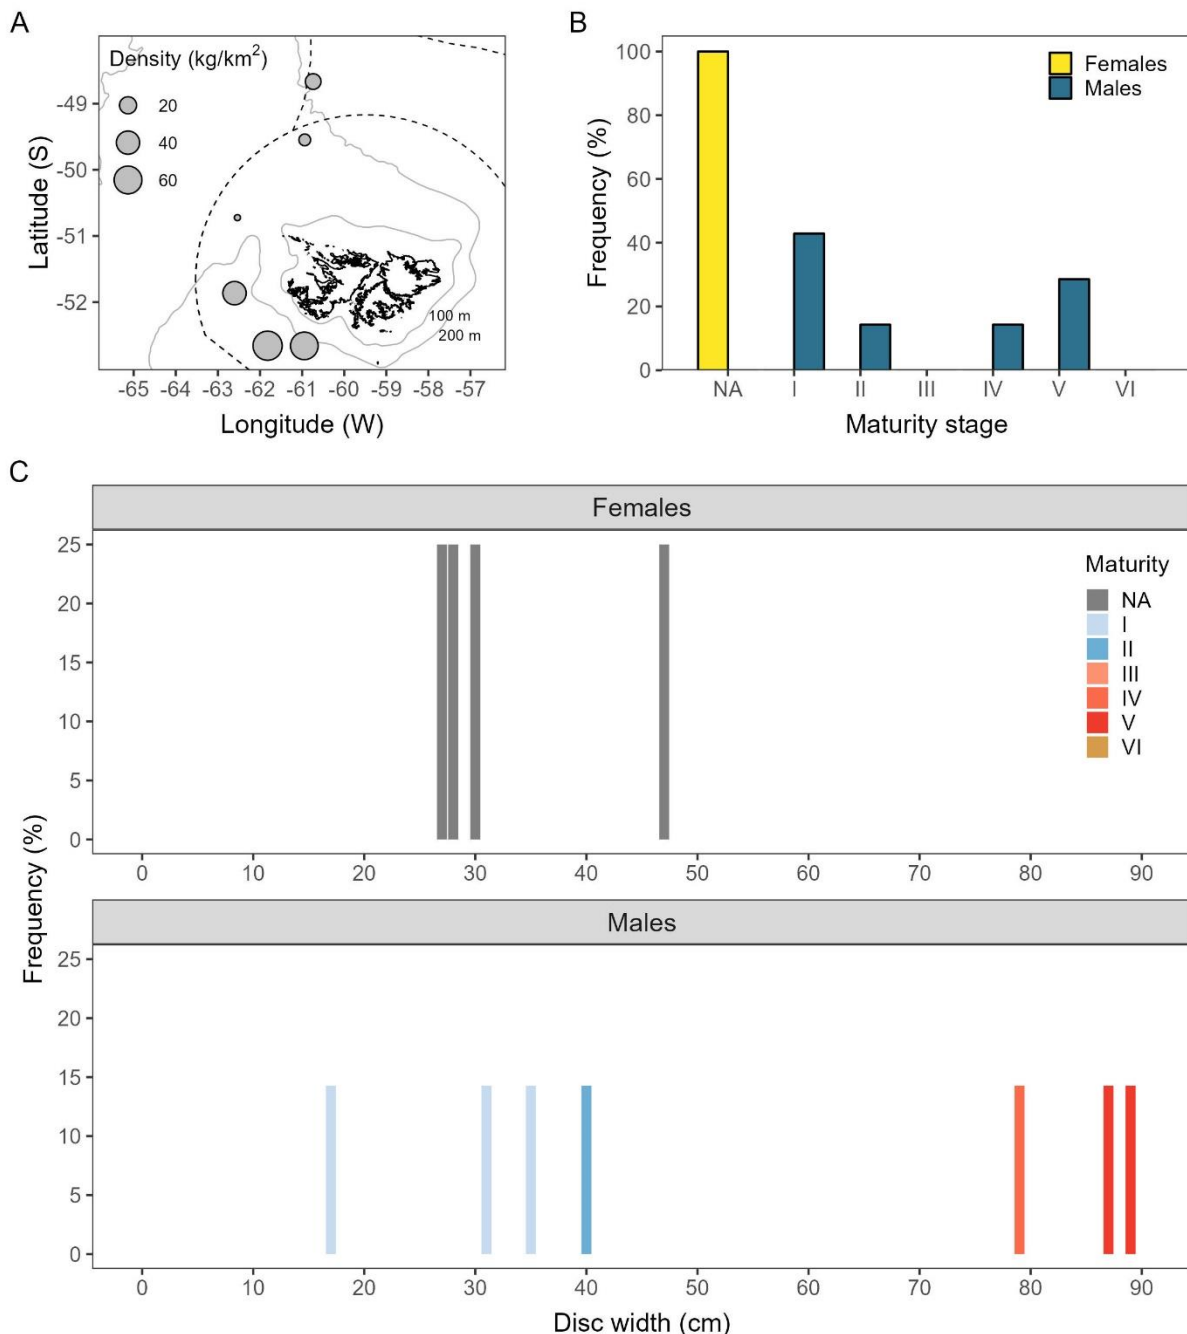 A
Density (kg/km²)
20
40
60
-49
-50
-51
-52
Latitude (S)
100 m
200 m
-65 -64 -63 -62 -61 -60 -59 -58 -57
Longitude (W)
B
Females
Males
100
80
60
40
20
0
Frequency (%)
NA I II III IV V VI
Maturity stage
C
Females
25
20
15
10
5
0
Maturity
NA
I
II
III
IV
V
VI
0 10 20 30 40 50 60 70 80 90
Frequency (%)
Males
25
20
15
10
5
0
0 10 20 30 40 50 60 70 80 90
Disc width (cm)